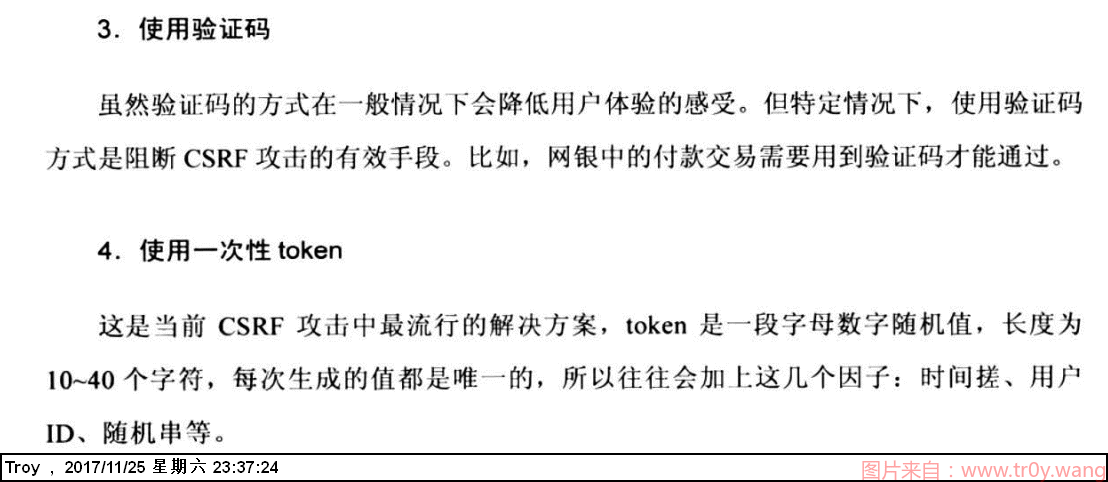 3．使用验证码
虽然验证码的方式在一般情况下会降低用户体验的感受。但特定情况下，使用验证码
方式是阻断 CSRF 攻击的有效手段。比如，网银中的付款交易需要用到验证码才能通过。
4．使用一次性 token
这是当前 CSRF 攻击中最流行的解决方案，token 是一段字母数字随机值，长度为
10~40 个字符，每次生成的值都是唯一的，所以往往会加上这几个因子：时间搓、用户
ID、随机串等。
Troy , 2017/11/25 星期六 23:37:24
图片来自：www.tr0y.wang